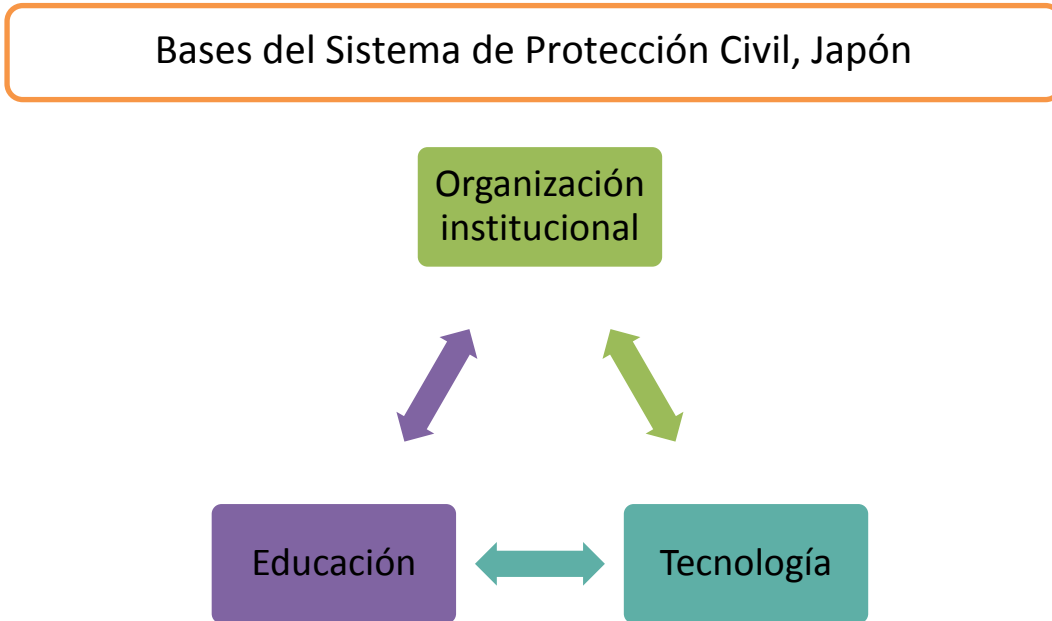 Bases del Sistema de Protección Civil, Japón
Organización
institucional
Educación
Tecnología